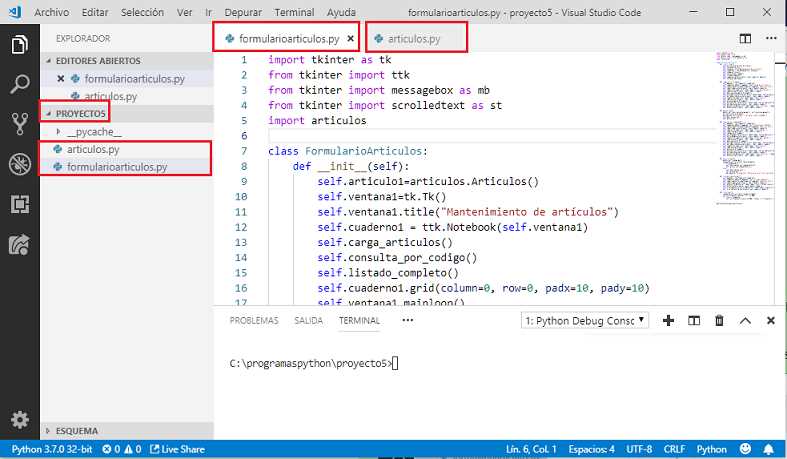 Archivo Editar Selección Ver Ir Depurar Terminal Ayuda formularioarticulos.py - proyecto5 - Visual Studio Code
EXPLORADOR
EDITORES ABIERTOS
formularioarticulos.py
articulos.py
PROYECTO5
__pycache__
articulos.py
formularioarticulos.py
ESQUEMA
formularioarticulos.py articulos.py
1 import tkinter as tk
2 from tkinter import ttk
3 from tkinter import messagebox as mb
4 from tkinter import scrolledtext as st
5 import articulos
6
7 class FormularioArticulos:
8 def __init__(self):
9 self.articulo1=articulos.Articulos()
10 self.ventana1=tk.Tk()
11 self.ventana1.title("Mantenimiento de artículos")
12 self.cuaderno1 = ttk.Notebook(self.ventana1)
13 self.carga_articulos()
14 self.consulta_por_codigo()
15 self.listado_completo()
16 self.cuaderno1.grid(column=0, row=0, padx=10, pady=10)
17 self.ventana1.mainloop()
PROBLEMAS SALIDA TERMINAL ••• 1: Python Debug Consc
C:\programaspython\proyecto5>
Python 3.7.0 32-bit 0 0 Live Share Lín. 6, Col. 1 Espacios: 4 UTF-8 CRLF Python